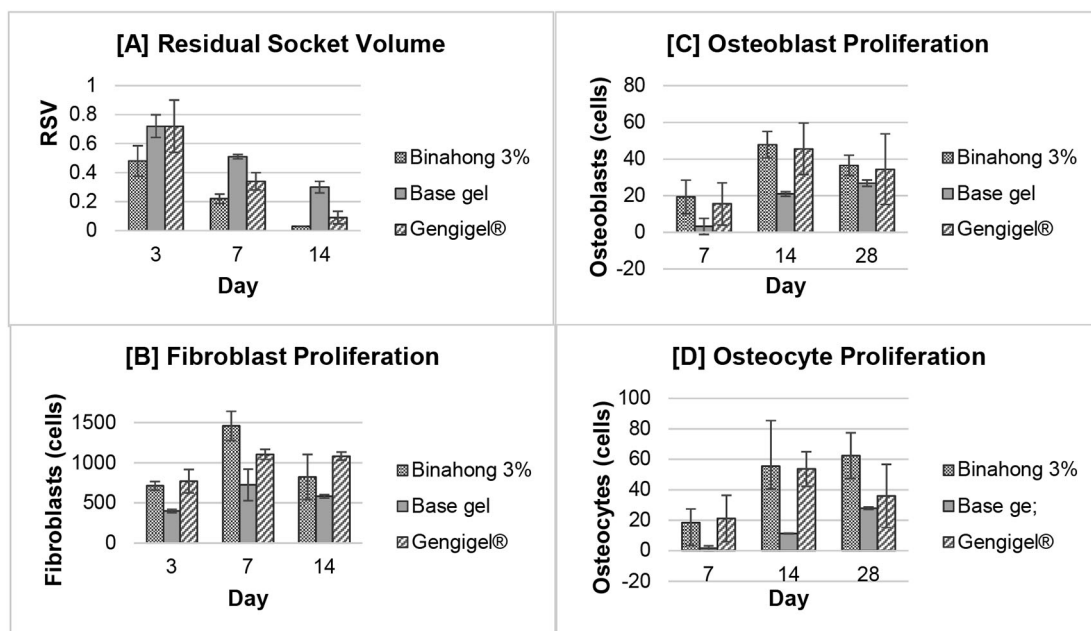 [A] Residual Socket Volume
RSV
1
0.8
0.6
0.4
0.2
0
3
7
14
Day
Binahong 3%
Base gel
Gengigel®
[C] Osteoblast Proliferation
Osteoblasts (cells)
80
60
40
20
0
-20
7
14
28
Day
Binahong 3%
Base gel
Gengigel®
[B] Fibroblast Proliferation
Fibroblasts (cells)
1500
1000
500
0
3
7
14
Day
Binahong 3%
Base gel
Gengigel®
[D] Osteocyte Proliferation
Osteocytes (cells)
100
80
60
40
20
0
-20
7
14
28
Day
Binahong 3%
Base ge;
Gengigel®